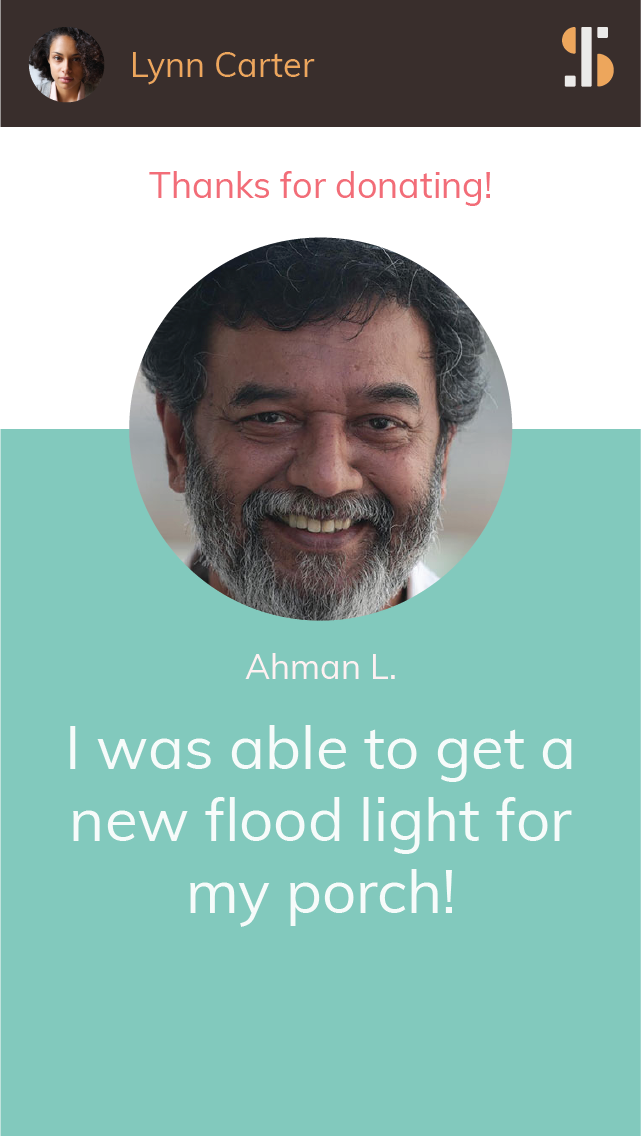 Lynn Carter
Thanks for donating!
Ahman L.
I was able to get a
new flood light for
my porch!